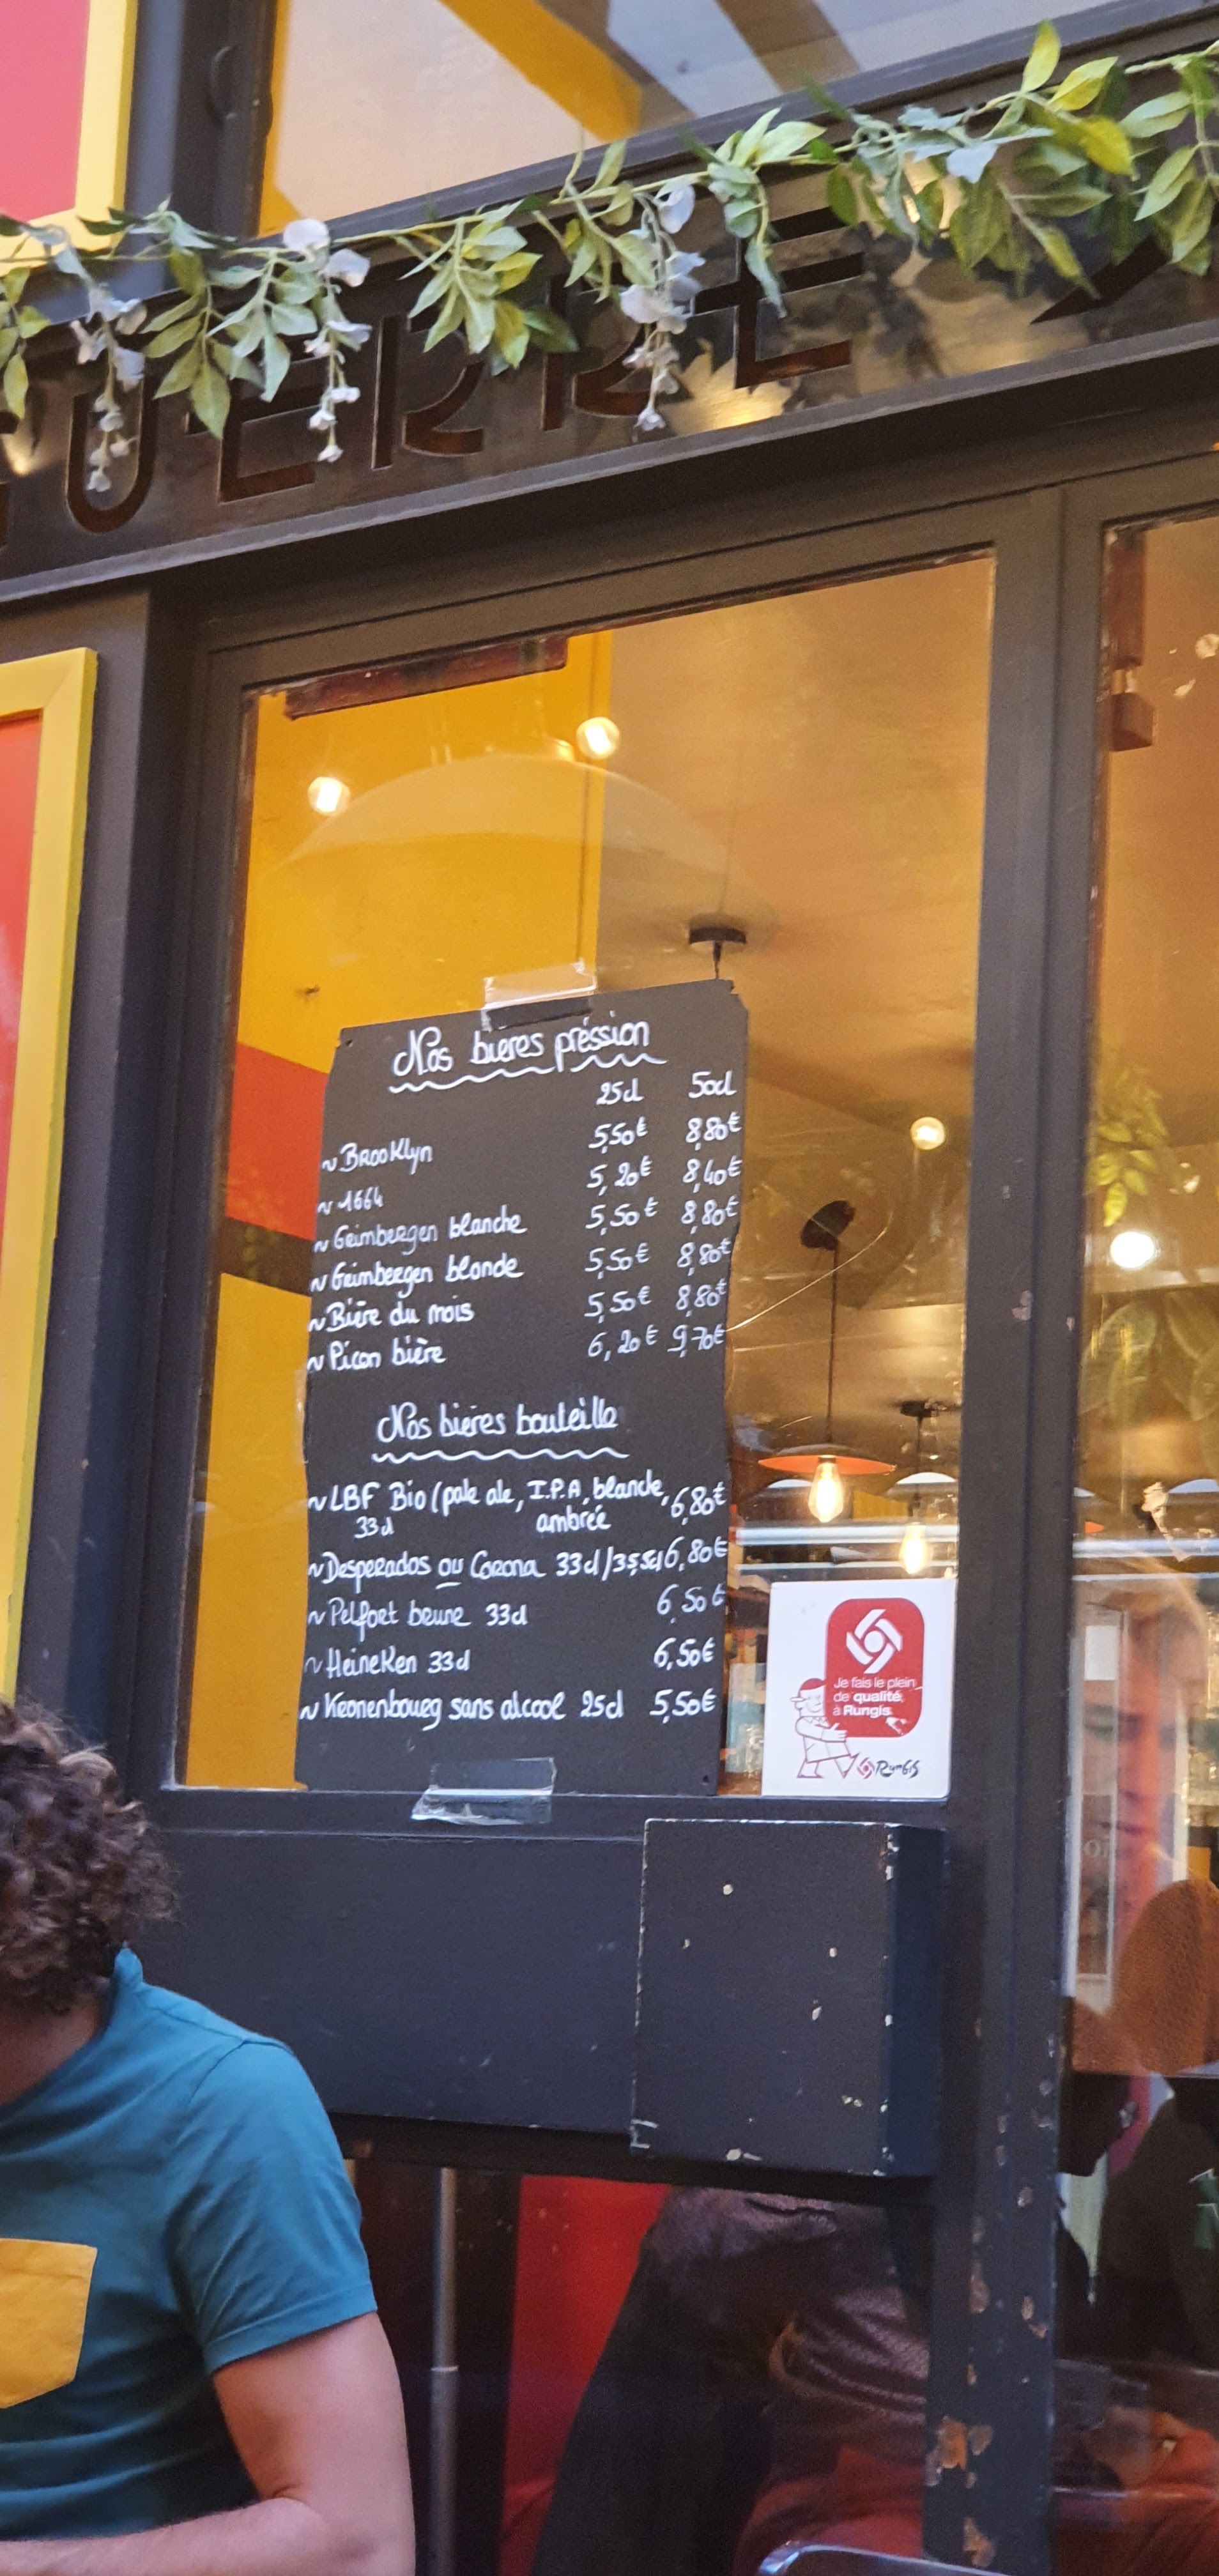 UERRE
Nos bieres préssion
25cl 50cl
~ Brooklyn 5,50€ 8,80€
~ 1664 5,20€ 8,40€
~ Grimbergen blanche 5,50€ 8,80€
~ Grimbergen blonde 5,50€ 8,80€
~ Bière du mois 5,50€ 8,80€
~ Picon bière 6,20€ 9,70€
Nos bieres bouteille
~ LBF Bio (pale ale, I.P.A, blanche, 6,80€
33cl ambrée
~ Desperados ou Corona 33cl/35,5cl 6,80€
~ Pelfort brune 33cl 6,50€
~ Heineken 33cl 6,50€
~ Kronenbourg sans alcool 25cl 5,50€
Je fais le plein
de qualité
à Rungis
Rungis